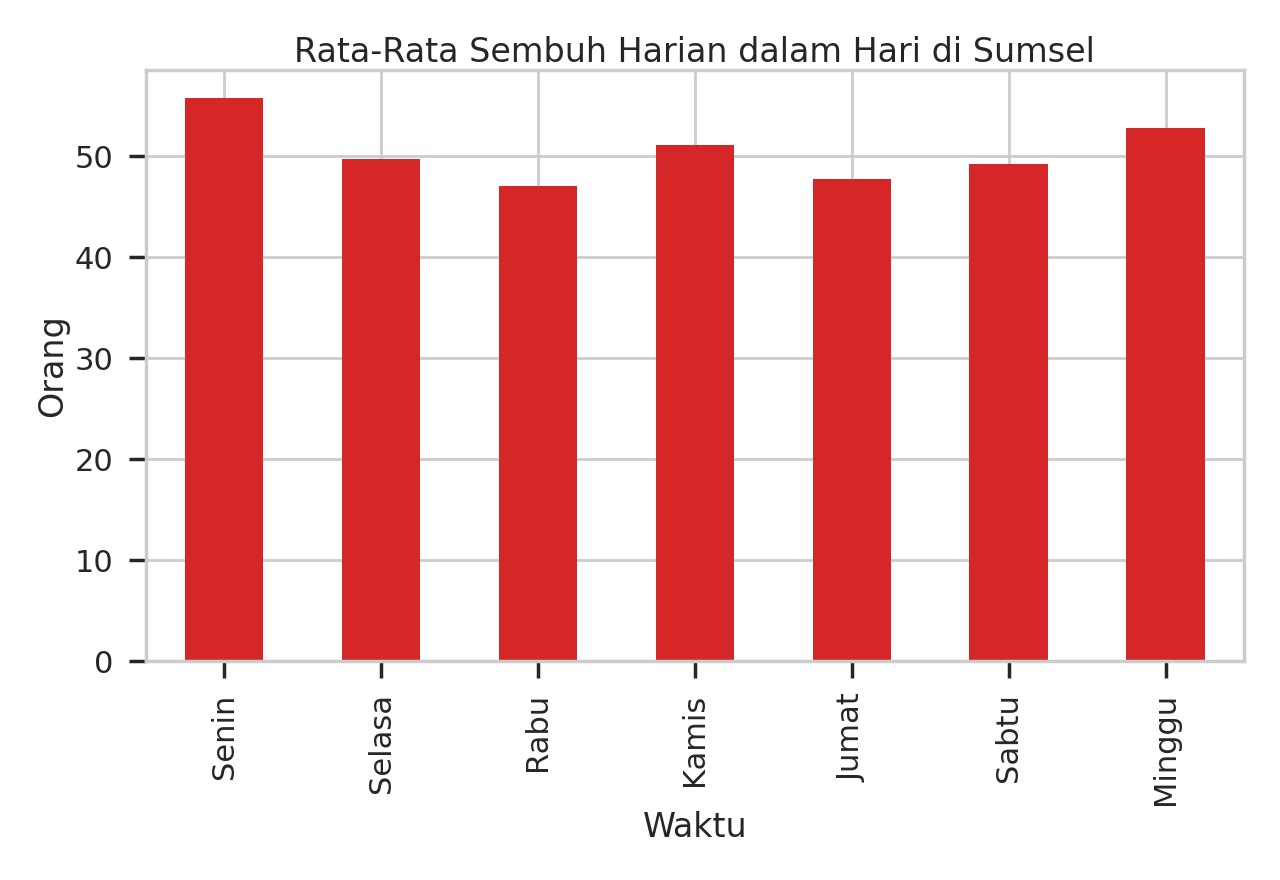 Rata-Rata Sembuh Harian dalam Hari di Sumsel
Orang
50
40
30
20
10
0
Senin
Selasa
Rabu
Kamis
Jumat
Sabtu
Minggu
Waktu